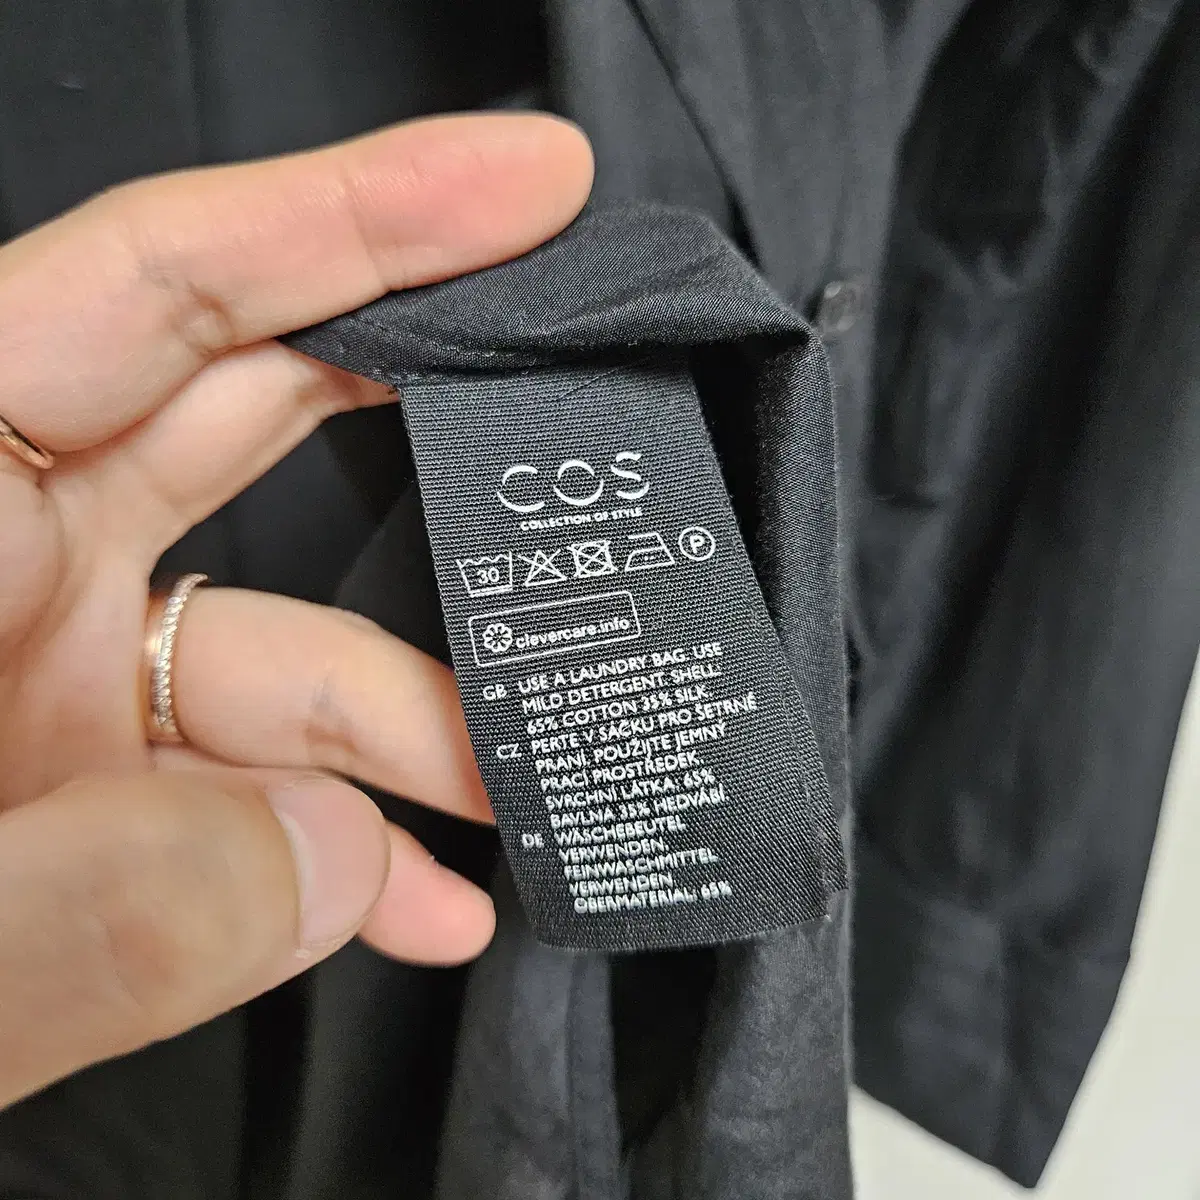 COS
COLLECTION OF STYLE
30 P
clevercare.info
GB USE A LAUNDRY BAG. USE
MILD DETERGENT. SHELL:
65% COTTON 35% SILK
CZ PERTE V SÁČKU PRO ŠETRNÉ
PRANÍ. POUŽIJTE JEMNÝ
PRACÍ PROSTŘEDEK.
SVRCHNÍ LÁTKA: 65%
BAVLNA 35% HEDVÁBÍ
DE WÄSCHEBEUTEL
VERWENDEN.
FEINWASCHMITTEL
VERWENDEN.
OBERMATERIAL: 65%